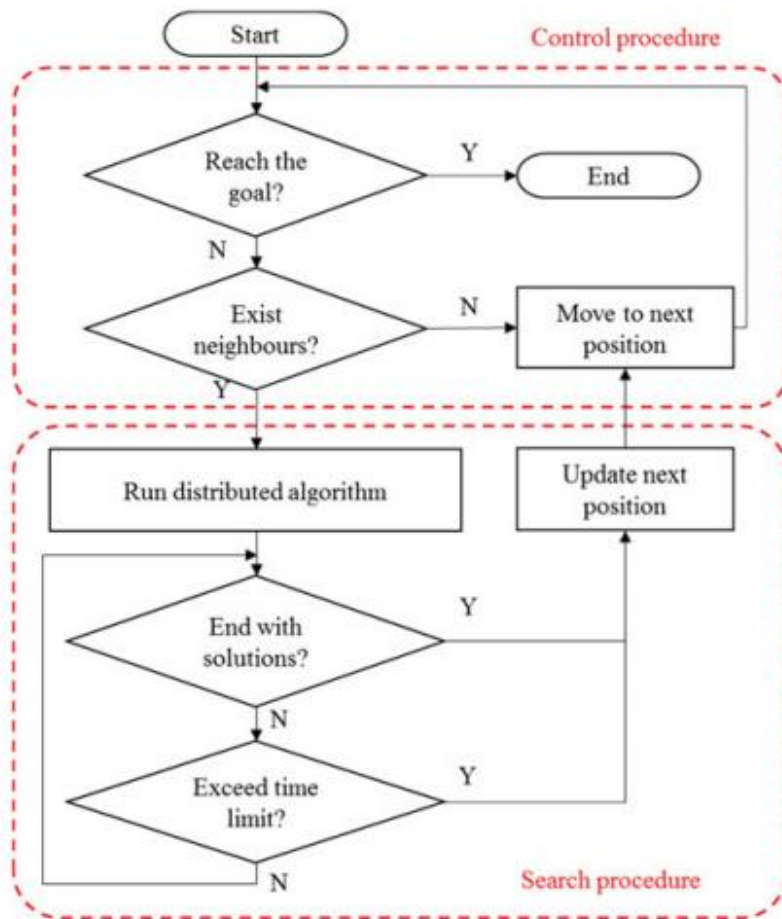 Start
Control procedure
Reach the
goal?
Y
End
N
Exist
neighbours?
N
Move to next
position
Y
Run distributed algorithm
Update next
position
End with
solutions?
Y
N
Exceed time
limit?
Y
N
Search procedure